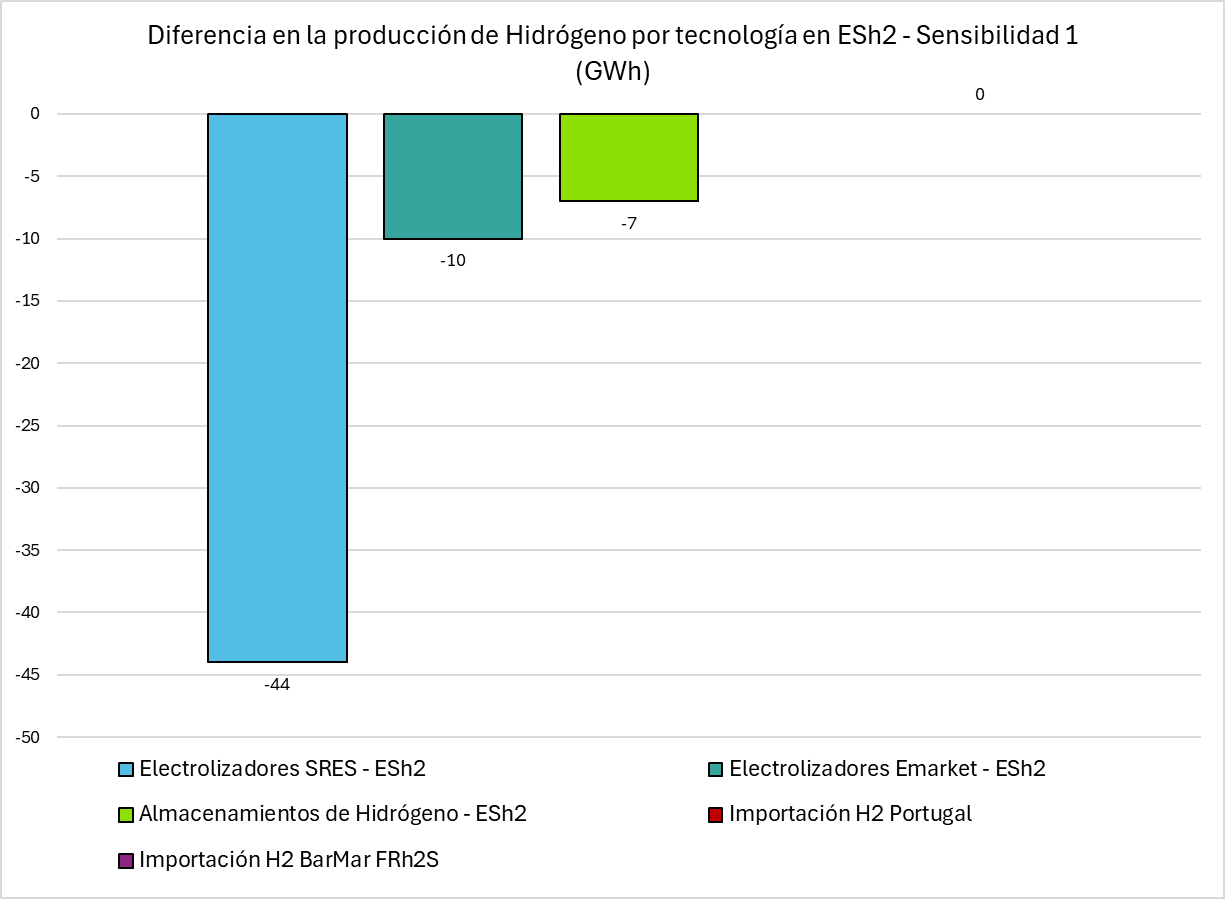 Diferencia en la producción de Hidrógeno por tecnología en ESh2 - Sensibilidad 1
(GWh)
0
0
-5
-10
-15
-20
-25
-30
-35
-40
-45
-50
-7
-10
-44
Electrolizadores SRES - ESh2
Electrolizadores Emarket - ESh2
Almacenamientos de Hidrógeno - ESh2
Importación H2 Portugal
Importación H2 BarMar FRh2S